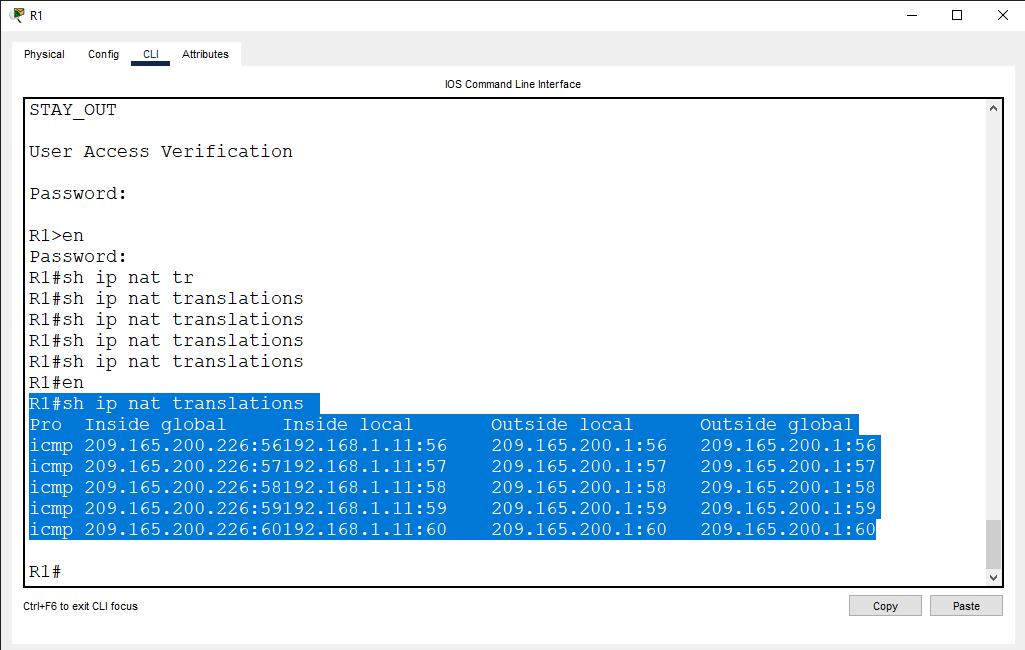 R1
Physical Config CLI Attributes
IOS Command Line Interface
STAY_OUT
User Access Verification
Password:
R1>en
Password:
R1#sh ip nat tr
R1#sh ip nat translations
R1#sh ip nat translations
R1#sh ip nat translations
R1#sh ip nat translations
R1#en
R1#sh ip nat translations
Pro  Inside global     Inside local       Outside local      Outside global
icmp 209.165.200.226:56192.168.1.11:56    209.165.200.1:56   209.165.200.1:56
icmp 209.165.200.226:57192.168.1.11:57    209.165.200.1:57   209.165.200.1:57
icmp 209.165.200.226:58192.168.1.11:58    209.165.200.1:58   209.165.200.1:58
icmp 209.165.200.226:59192.168.1.11:59    209.165.200.1:59   209.165.200.1:59
icmp 209.165.200.226:60192.168.1.11:60    209.165.200.1:60   209.165.200.1:60
R1#
Ctrl+F6 to exit CLI focus Copy Paste